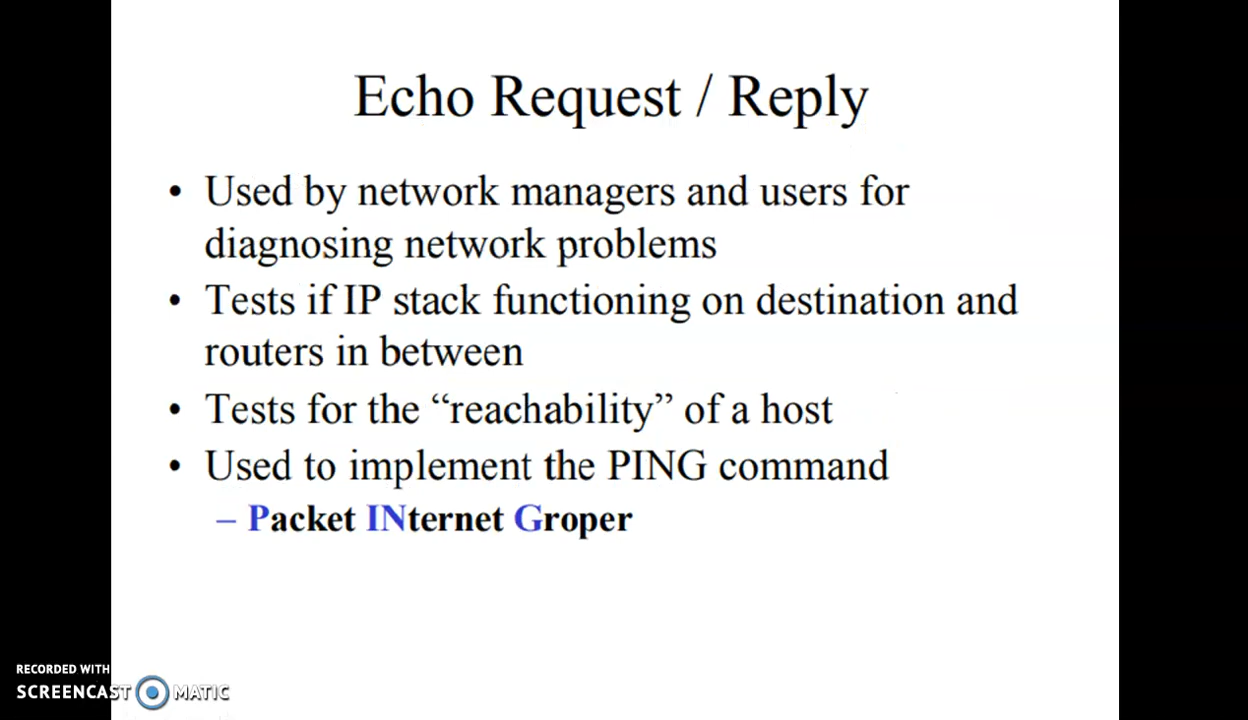 Echo Request / Reply
• Used by network managers and users for
diagnosing network problems
• Tests if IP stack functioning on destination and
routers in between
• Tests for the “reachability” of a host
• Used to implement the PING command
– Packet INternet Groper
RECORDED WITH
SCREENCAST MATIC